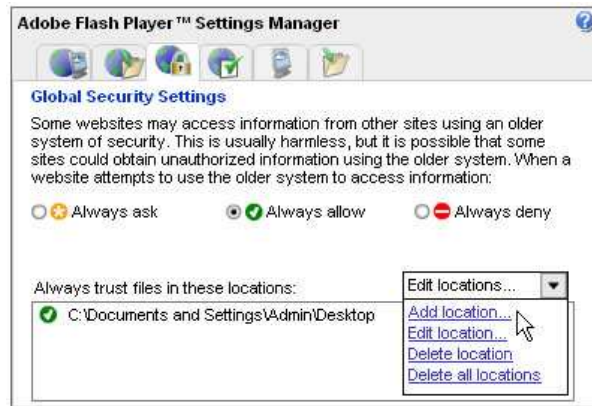 Adobe Flash Player™ Settings Manager
?
Global Security Settings
Some websites may access information from other sites using an older
system of security. This is usually harmless, but it is possible that some
sites could obtain unauthorized information using the older system. When a
website attempts to use the older system to access information:
Always ask Always allow Always deny
Always trust files in these locations: Edit locations...
C:\Documents and Settings\Admin\Desktop Add location...
Edit location...
Delete location
Delete all locations